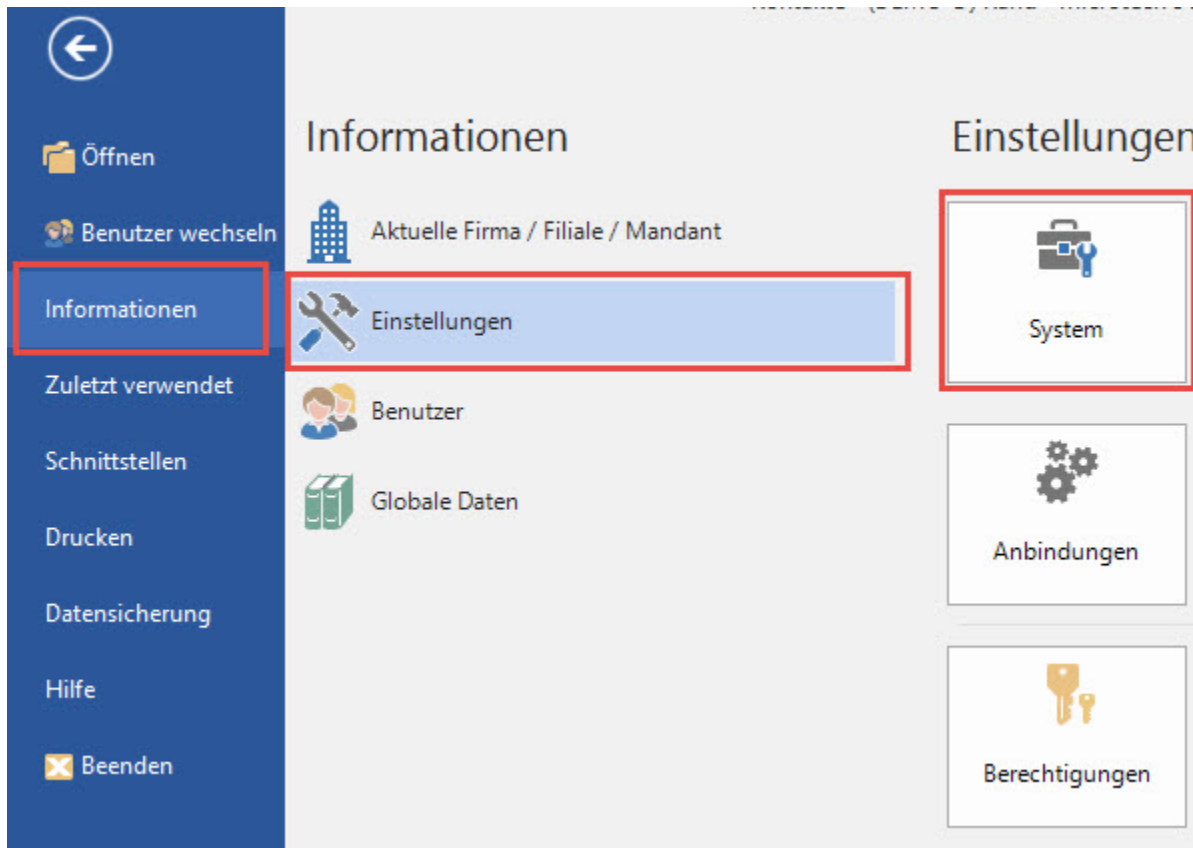 Öffnen
Benutzer wechseln
Informationen
Zuletzt verwendet
Schnittstellen
Drucken
Datensicherung
Hilfe
Beenden
Informationen
Aktuelle Firma / Filiale / Mandant
Einstellungen
Benutzer
Globale Daten
Einstellungen
System
Anbindungen
Berechtigungen